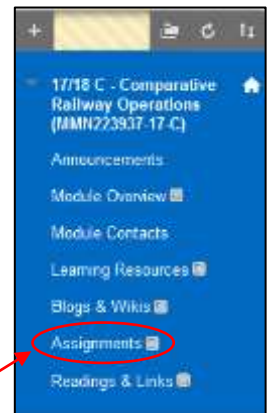 17/18 C - Comparative
Railway Operations
(MMN223937-17-C)
Announcements
Module Overview
Module Contacts
Learning Resources
Blogs & Wikis
Assignments
Readings & Links